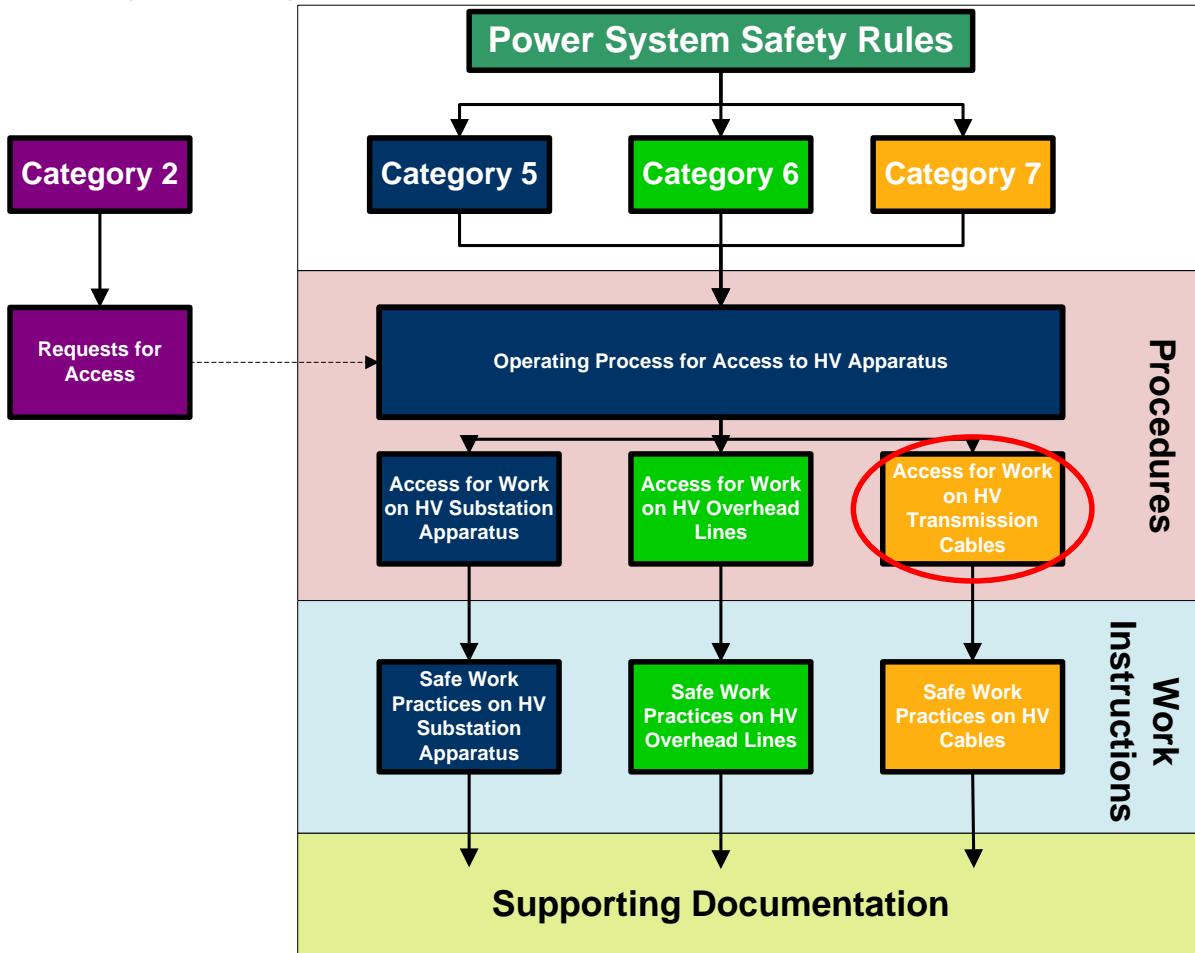 Power System Safety Rules
Category 2
Category 5
Category 6
Category 7
Requests for
Access
Operating Process for Access to HV Apparatus
Procedures
Access for Work
on HV Substation
Apparatus
Access for Work
on HV Overhead
Lines
Access for Work
on HV
Transmission
Cables
Work
Instructions
Safe Work
Practices on HV
Substation
Apparatus
Safe Work
Practices on HV
Overhead Lines
Safe Work
Practices on HV
Cables
Supporting Documentation